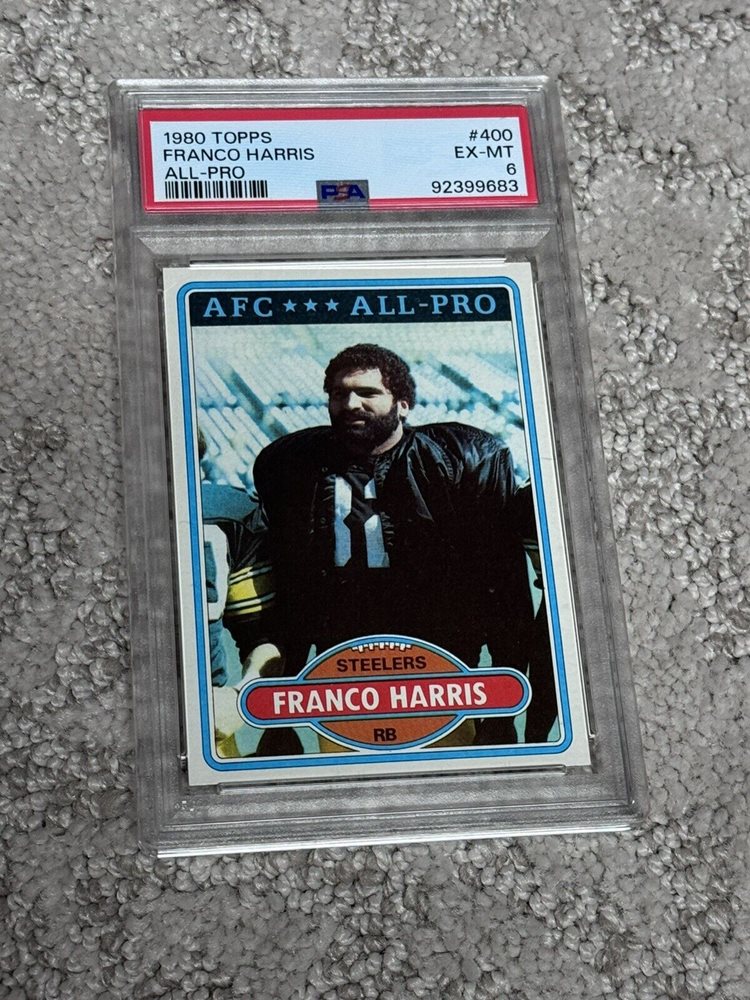 1980 TOPPS #400
FRANCO HARRIS EX-MT
ALL-PRO 6
92399683
PSA
AFC ★★★ ALL-PRO
STEELERS
FRANCO HARRIS
RB